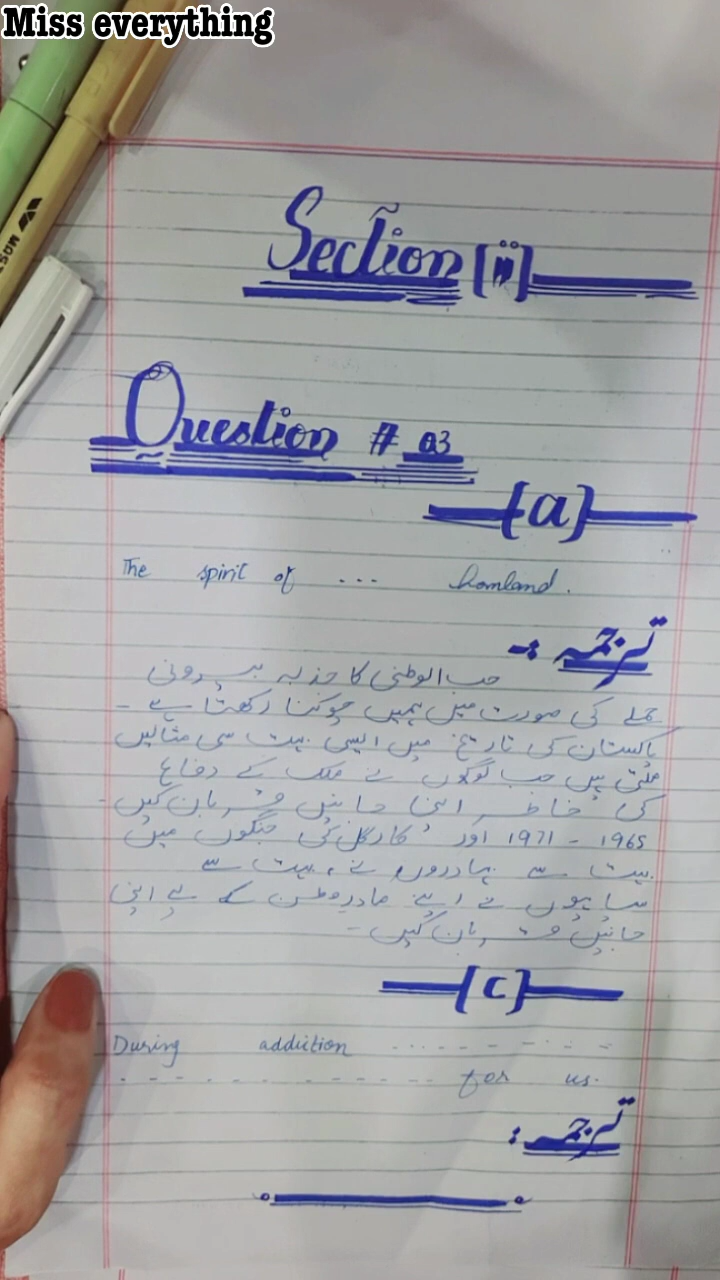 Miss everything
Section [ii]
Question # 03
{a}
The spirit of ... homland.
ترجمہ :-
حب الوطنی کا جذبہ بیرونی
حملے کی صورت میں ہمیں چوکنا رکھتا ہے -
پاکستان کی تاریخ میں ایسی بہت سی مثالیں
ملتی ہیں جب لوگوں نے ملک کے دفاع
کی خاطر اپنی جانیں قربان کیں -
1965 - 1971 اور کارگل کی جنگوں میں
بہت سے بہادروں نے ، بہت سے
سپاہیوں نے اپنے مادر وطن کے لیے اپنی
جانیں قربان کیں -
{c}
During addiction ..........
.......... for us.
ترجمہ :
MAS